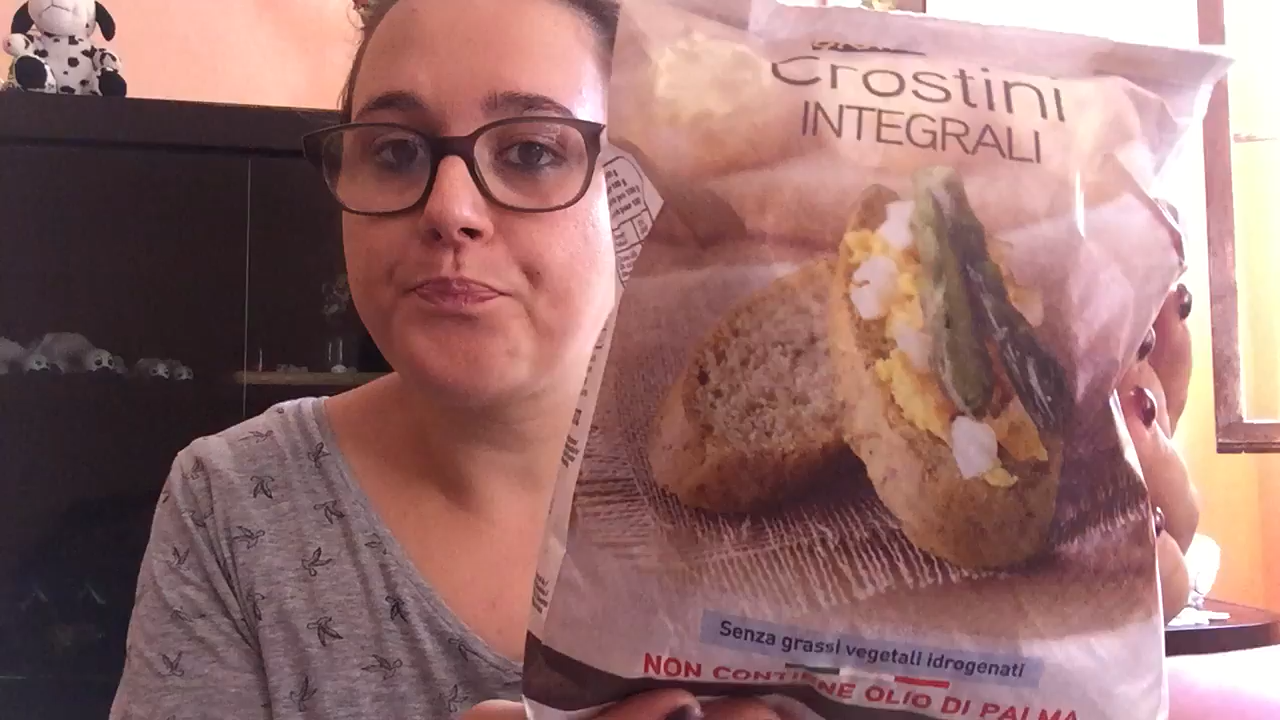 Crostini
INTEGRALI
Senza grassi vegetali idrogenati
NON CONTIENE OLIO DI PALMA